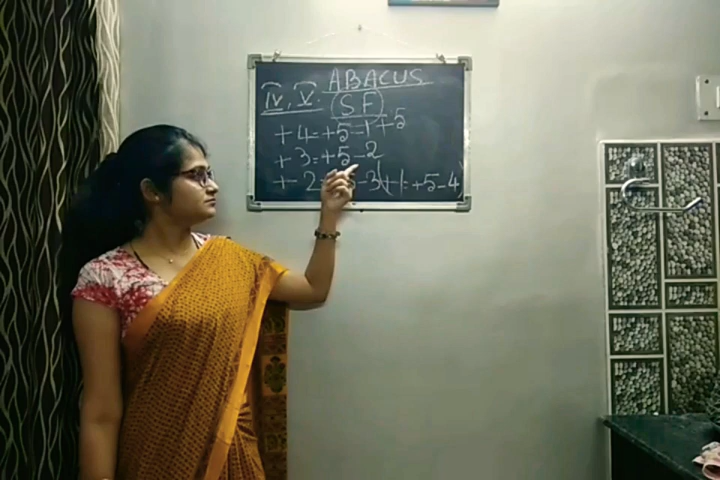 ABACUS
IV, V. (SF)
+4=+5-1+5
+3=+5-2
+2 -3 +1=+5-4